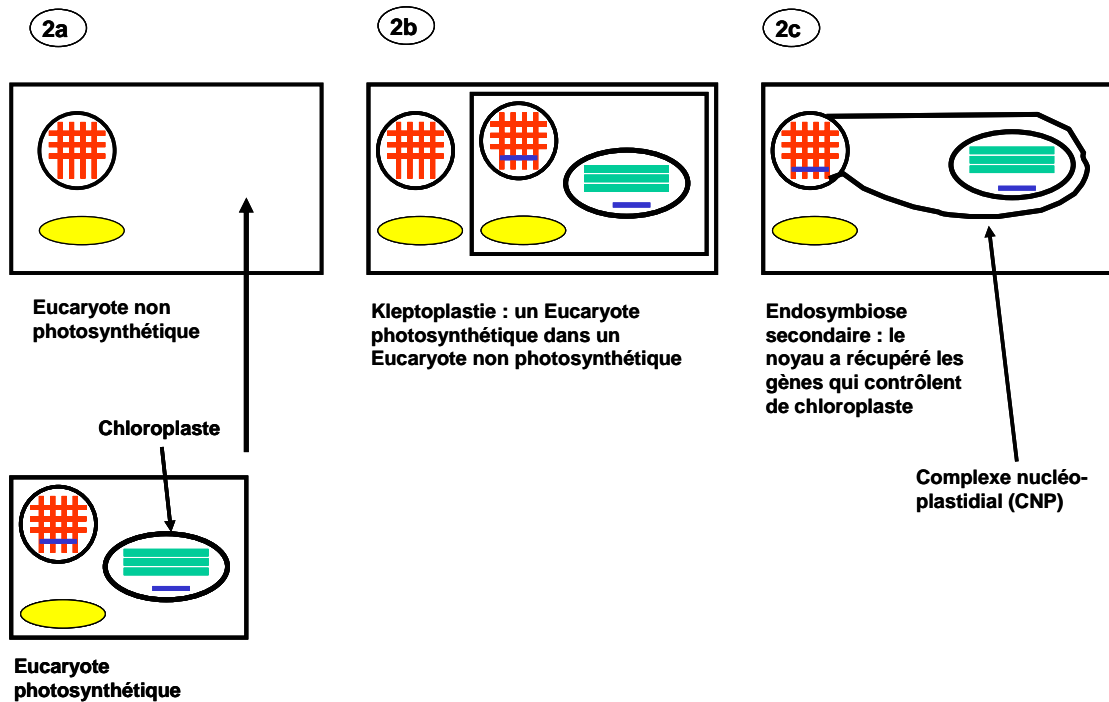 2a
2b
2c
Eucaryote non
photosynthétique
Kleptoplastie : un Eucaryote
photosynthétique dans un
Eucaryote non photosynthétique
Endosymbiose
secondaire : le
noyau a récupéré les
gènes qui contrôlent
de chloroplaste
Chloroplaste
Complexe nucléo-
plastidial (CNP)
Eucaryote
photosynthétique